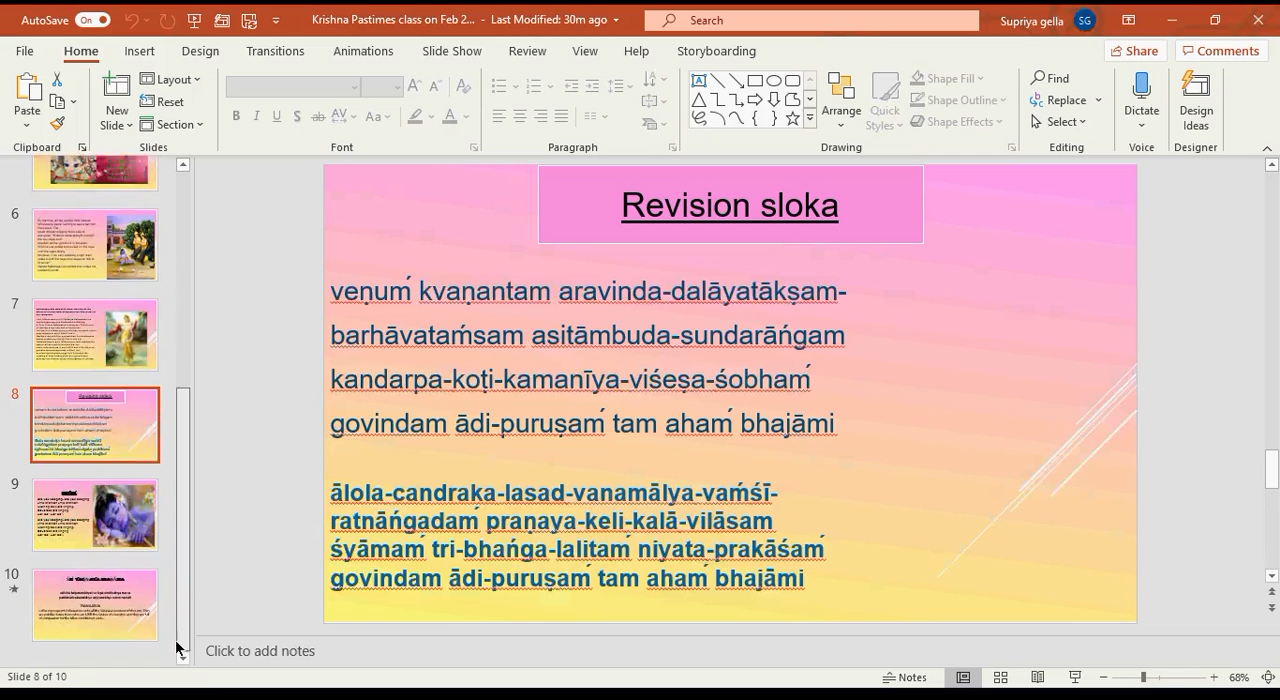 AutoSave On
Krishna Pastimes class on Feb 2... - Last Modified: 30m ago
Search
Supriya gella SG
File Home Insert Design Transitions Animations Slide Show Review View Help Storyboarding Share Comments
Paste
New Slide
Layout
Reset
Section
B I U S ab AV Aa A
Arrange
Quick Styles
Shape Fill
Shape Outline
Shape Effects
Find
Replace
Select
Dictate
Design Ideas
Clipboard Slides Font Paragraph Drawing Editing Voice Designer
6
7
8
9
10
Revision sloka
veṇuḿ kvaṇantam aravinda-dalāyatākṣam-
barhāvataḿsam asitāmbuda-sundarāńgam
kandarpa-koṭi-kamanīya-viśeṣa-śobhaḿ
govindam ādi-puruṣaḿ tam ahaḿ bhajāmi
ālola-candraka-lasad-vanamālya-vaḿśī-
ratnāńgadaḿ praṇaya-keli-kalā-vilāsam
śyāmaḿ tri-bhańga-lalitaḿ niyata-prakāśaḿ
govindam ādi-puruṣaḿ tam ahaḿ bhajāmi
Click to add notes
Slide 8 of 10
Notes
68%